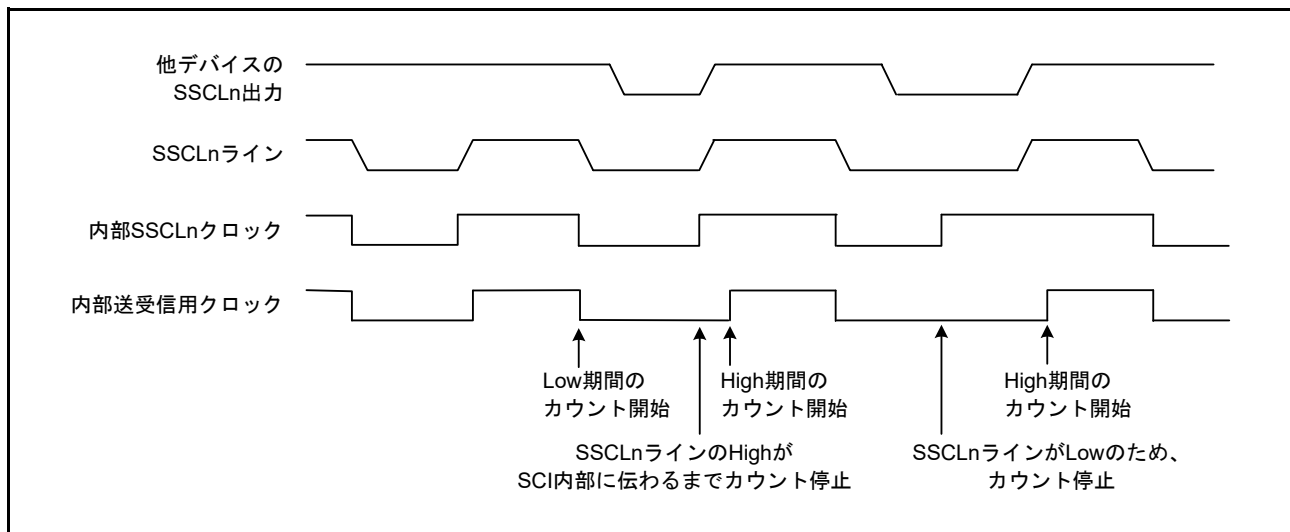 他デバイスの
SSCLn出力
SSCLnライン
内部SSCLnクロック
内部送受信用クロック
Low期間の
カウント開始
High期間の
カウント開始
High期間の
カウント開始
SSCLnラインのHighが
SCI内部に伝わるまでカウント停止
SSCLnラインがLowのため、
カウント停止